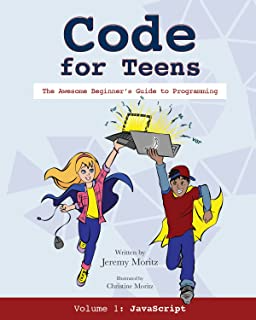 Code
for Teens
The Awesome Beginner's Guide to Programming
Written by
Jeremy Moritz
Illustrated by
Christine Moritz
Volume 1: JavaScript